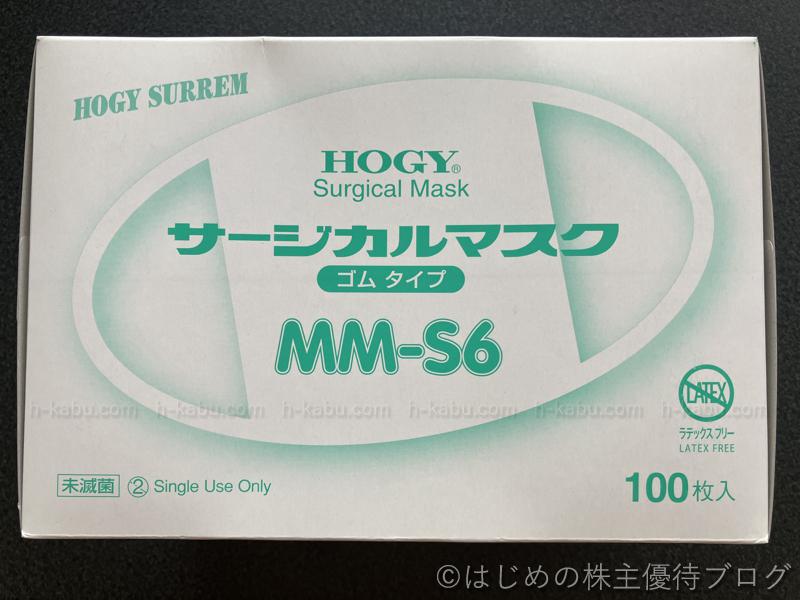 HOGY SURREM
HOGY®
Surgical Mask
サージカルマスク
ゴム タイプ
MM-S6
LATEX
h-kabu.com h-kabu.com h-kabu.com h-kabu.com h-kabu.com h-kabu.com
ラテックスフリー
LATEX FREE
未滅菌 ② Single Use Only
100枚入
©はじめの株主優待ブログ